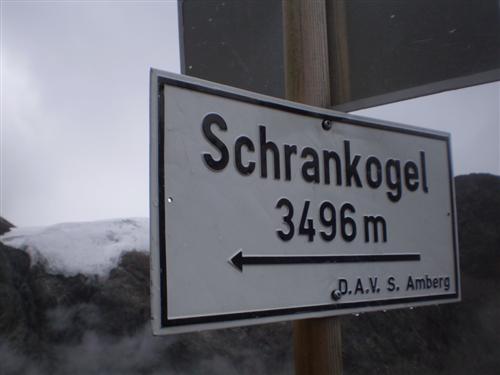 Schrankogel
3496 m
D.A.V. S. Amberg